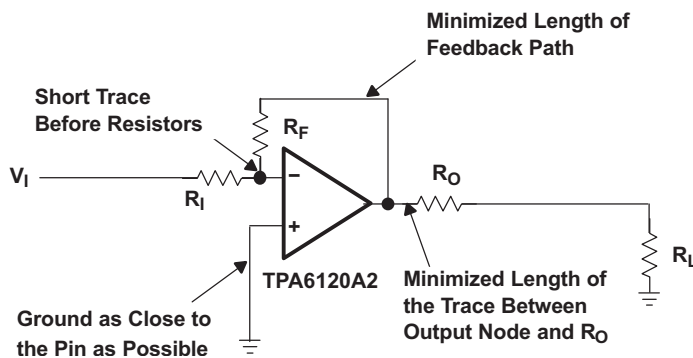 Minimized Length of
Feedback Path
Short Trace
Before Resistors
R_F
V_I
R_I
−
+
R_O
R_L
TPA6120A2
Minimized Length of
the Trace Between
Output Node and R_O
Ground as Close to
the Pin as Possible